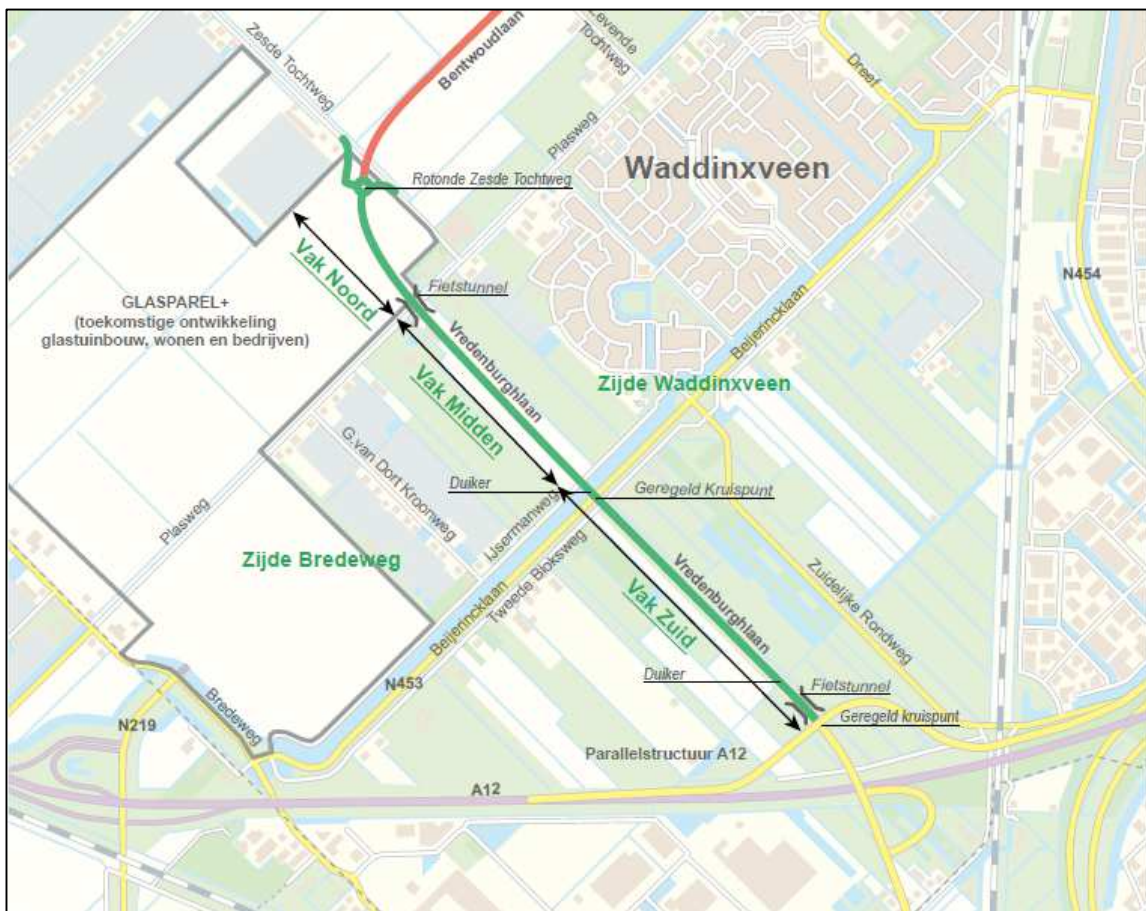 Zesde Tochtweg
Bentwoudlaan
Zevende
Tochtweg
Dreef
Plasweg
Waddinxveen
Rotonde Zesde Tochtweg
Vak Noord
Fietstunnel
N454
GLASPAREL+
(toekomstige ontwikkeling
glastuinbouw, wonen en bedrijven)
Vredenburghlaan
Beijerincklaan
Zijde Waddinxveen
Vak Midden
G.van Dort Kroonweg
Duiker
Geregeld Kruispunt
IJsermanweg
Plasweg
Zijde Bredeweg
Tweede Bloksweg
Beijerincklaan
Vredenburghlaan
Zuidelijke Rondweg
Vak Zuid
N453
Duiker
Fietstunnel
Bredeweg
N219
Geregeld kruispunt
Parallelstructuur A12
A12